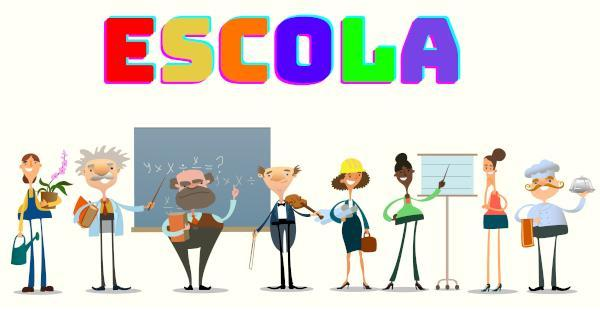 ESCOLA
y x y x ÷ x/y = ?